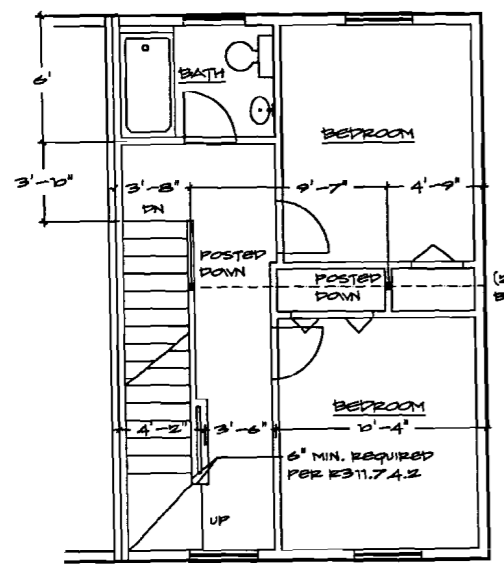 6'
BATH
BEDROOM
3'-10"
3'-8" 9'-7" 4'-9"
DN
POSTED
DOWN
POSTED
DOWN
BEDROOM
4'-2" 3'-6" 10'-4"
6" MIN. REQUIRED
PER R311.7.4.2
UP